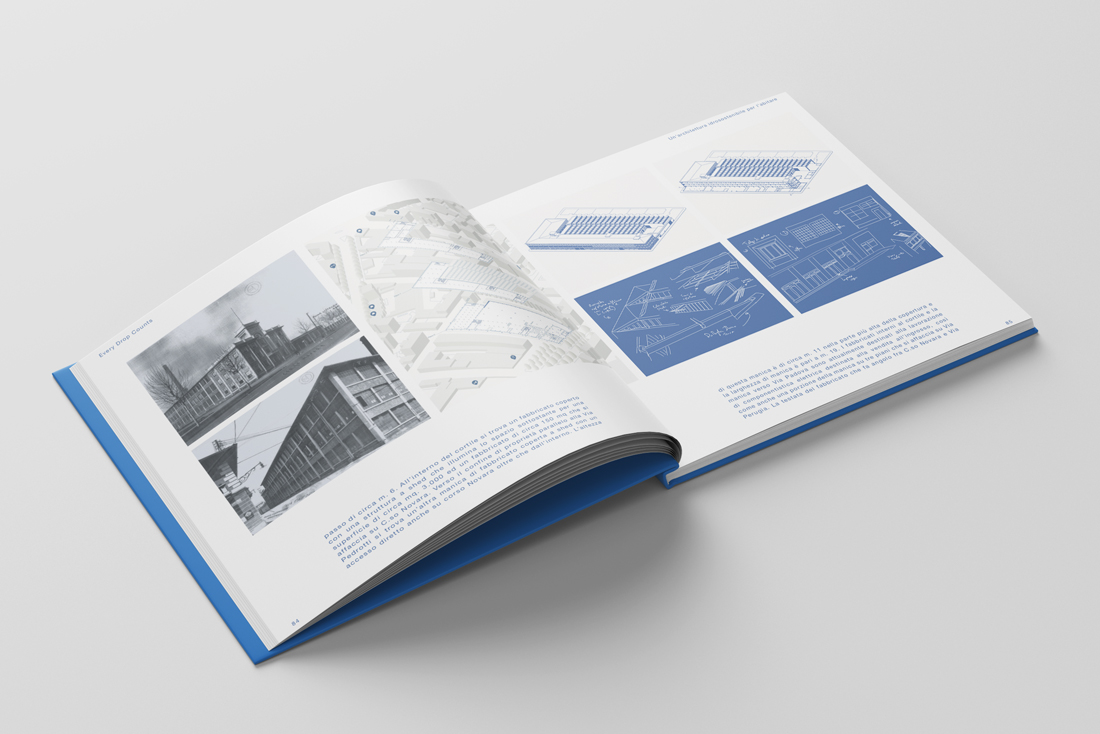 Every Drop Counts
passo di circa m. 6. All'interno del cortile si trova un fabbricato coperto
con una struttura a shed che illumina lo spazio sottostante per una
superficie di circa mq. 3.000 ed un fabbricato di circa 150 mq che si
affaccia su C.so Novara. Verso il confine di proprietà parallelo alla Via
Pedrotti si trova un'altra manica di fabbricato coperta a shed con un
accesso diretto anche su corso Novara oltre che dall'interno. L'altezza
84
Un'architettura idrosostenibile per l'abitare
di questa manica è di circa m. 11 nella parte più alta della copertura e
la larghezza di manica è pari a m. 19. I fabbricati interni al cortile e la
manica verso Via Padova sono attualmente destinati alla lavorazione
di componentistica elettrica destinata alla vendita all'ingresso, così
come anche una porzione della manica su tre piani che si affaccia su Via
Perugia. La testata del fabbricato che fa angolo tra C.so Novara e Via
85